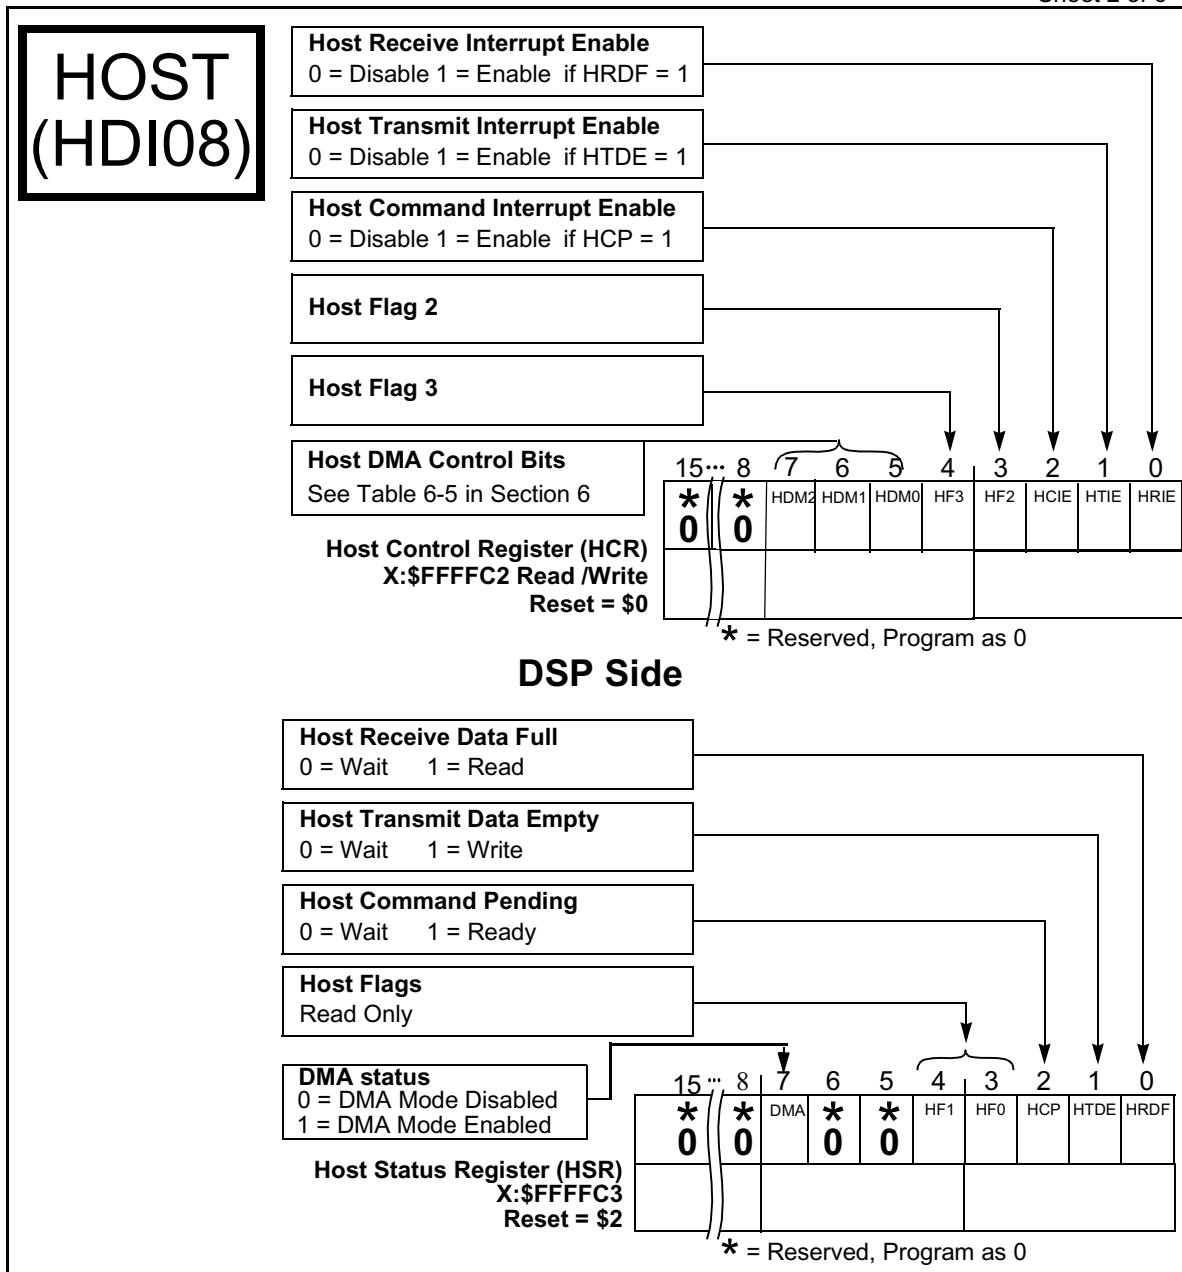 Sheet 2 of 6
HOST
(HDI08)
Host Receive Interrupt Enable
0 = Disable 1 = Enable if HRDF = 1
Host Transmit Interrupt Enable
0 = Disable 1 = Enable if HTDE = 1
Host Command Interrupt Enable
0 = Disable 1 = Enable if HCP = 1
Host Flag 2
Host Flag 3
Host DMA Control Bits
See Table 6-5 in Section 6
15 ··· 8 7 6 5 4 3 2 1 0
* * HDM2 HDM1 HDM0 HF3 HF2 HCIE HTIE HRIE
0 0
Host Control Register (HCR)
X:$FFFFC2 Read /Write
Reset = $0
* = Reserved, Program as 0
DSP Side
Host Receive Data Full
0 = Wait 1 = Read
Host Transmit Data Empty
0 = Wait 1 = Write
Host Command Pending
0 = Wait 1 = Ready
Host Flags
Read Only
DMA status
0 = DMA Mode Disabled
1 = DMA Mode Enabled
15 ··· 8 7 6 5 4 3 2 1 0
* * DMA * * HF1 HF0 HCP HTDE HRDF
0 0 0 0
Host Status Register (HSR)
X:$FFFFC3
Reset = $2
* = Reserved, Program as 0